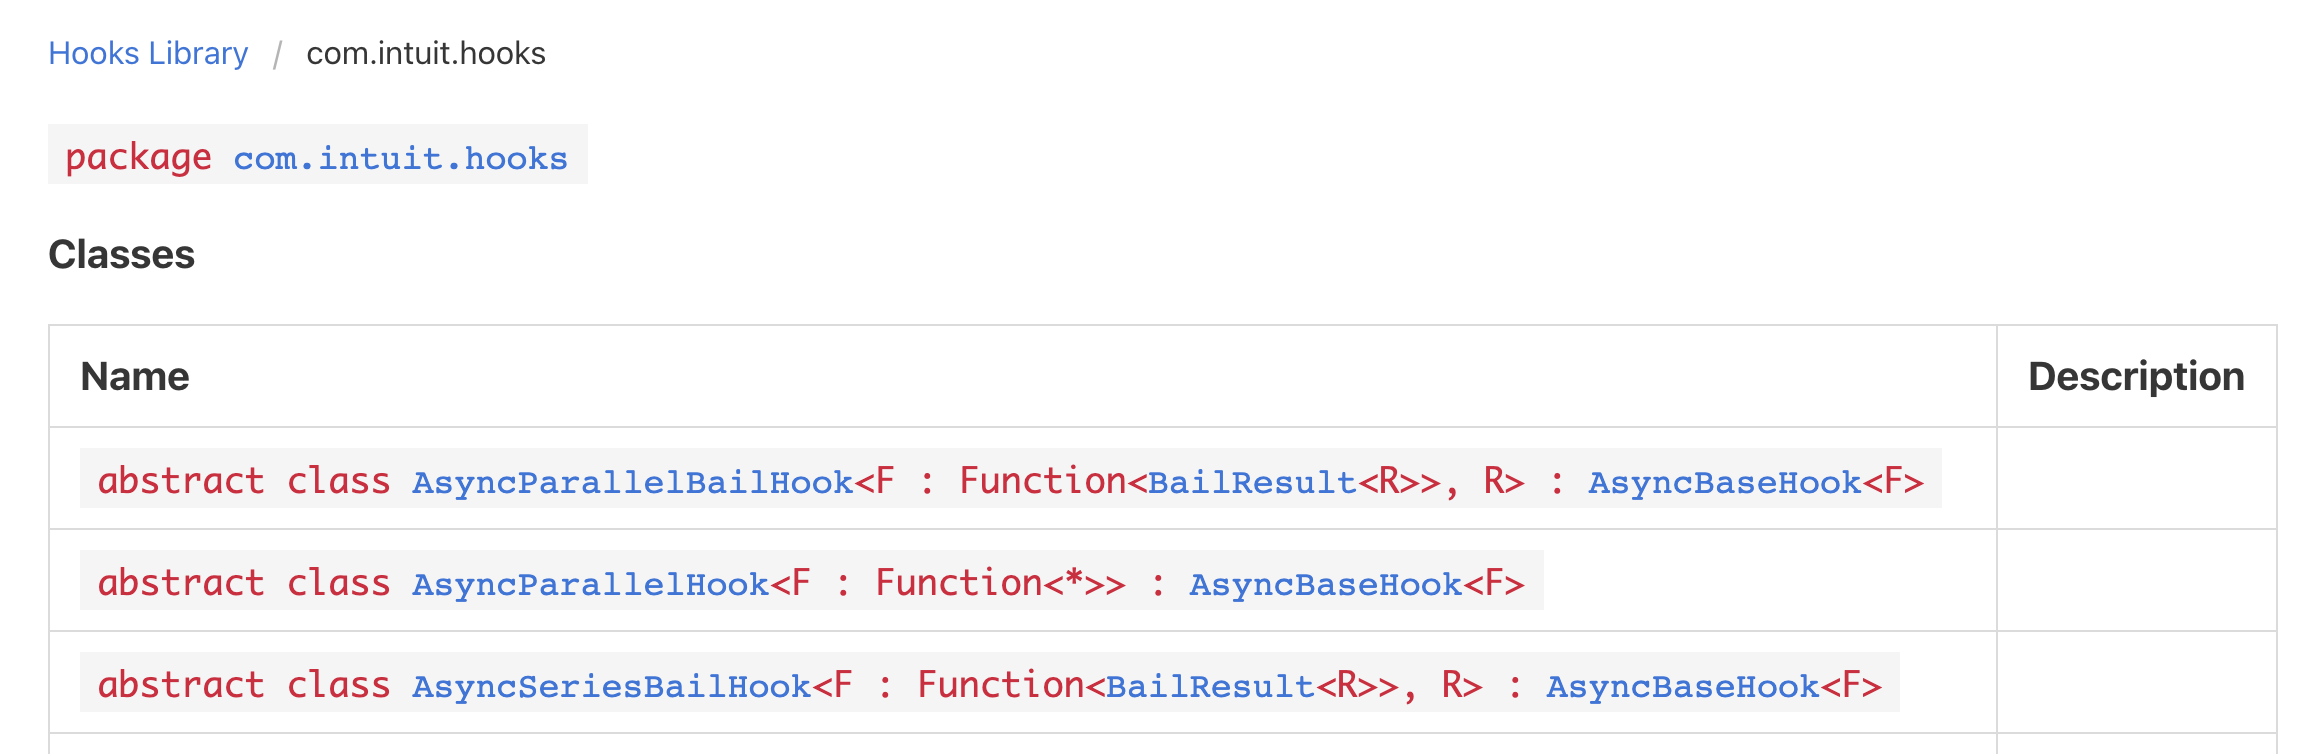 Hooks Library / com.intuit.hooks
package com.intuit.hooks
Classes
Name Description
abstract class AsyncParallelBailHook<F : Function<BailResult<R>>, R> : AsyncBaseHook<F>
abstract class AsyncParallelHook<F : Function<*>> : AsyncBaseHook<F>
abstract class AsyncSeriesBailHook<F : Function<BailResult<R>>, R> : AsyncBaseHook<F>